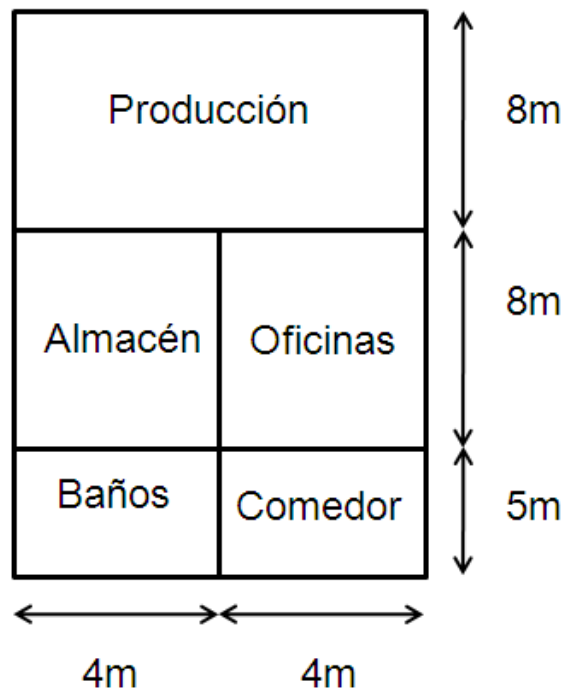 Producción
8m
Almacén
Oficinas
8m
Baños
Comedor
5m
4m
4m